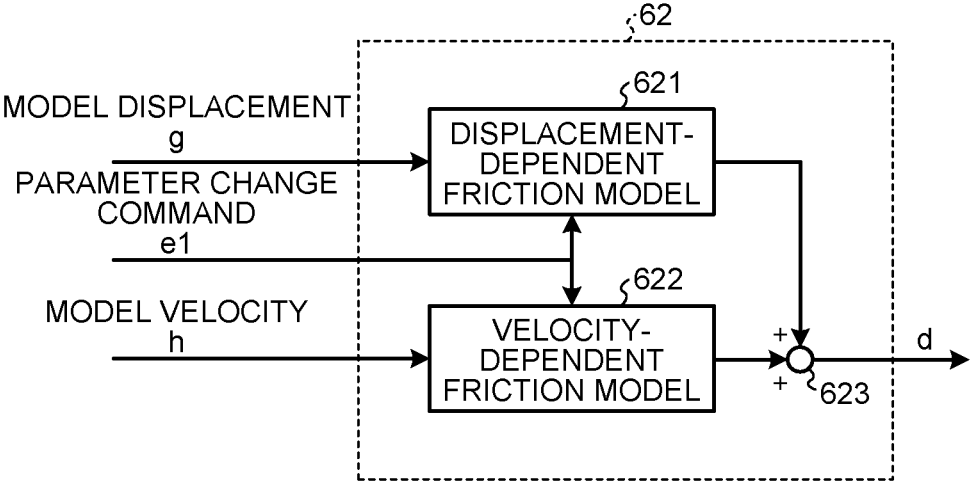 62
MODEL DISPLACEMENT
g
621
DISPLACEMENT-
DEPENDENT
FRICTION MODEL
PARAMETER CHANGE
COMMAND
e1
MODEL VELOCITY
h
622
VELOCITY-
DEPENDENT
FRICTION MODEL
+
+
623
d